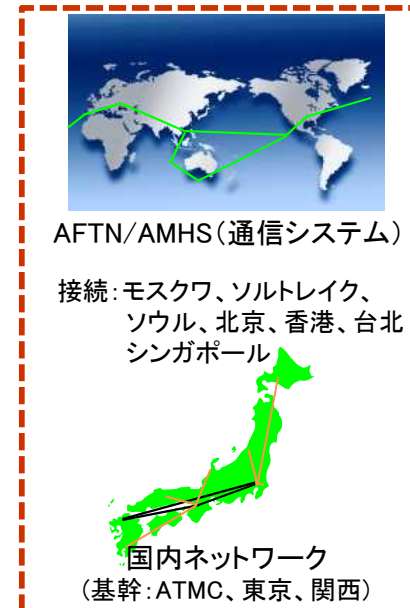 AFTN/AMHS(通信システム)
接続:モスクワ、ソルトレイク、
ソウル、北京、香港、台北
シンガポール
国内ネットワーク
(基幹:ATMC、東京、関西)